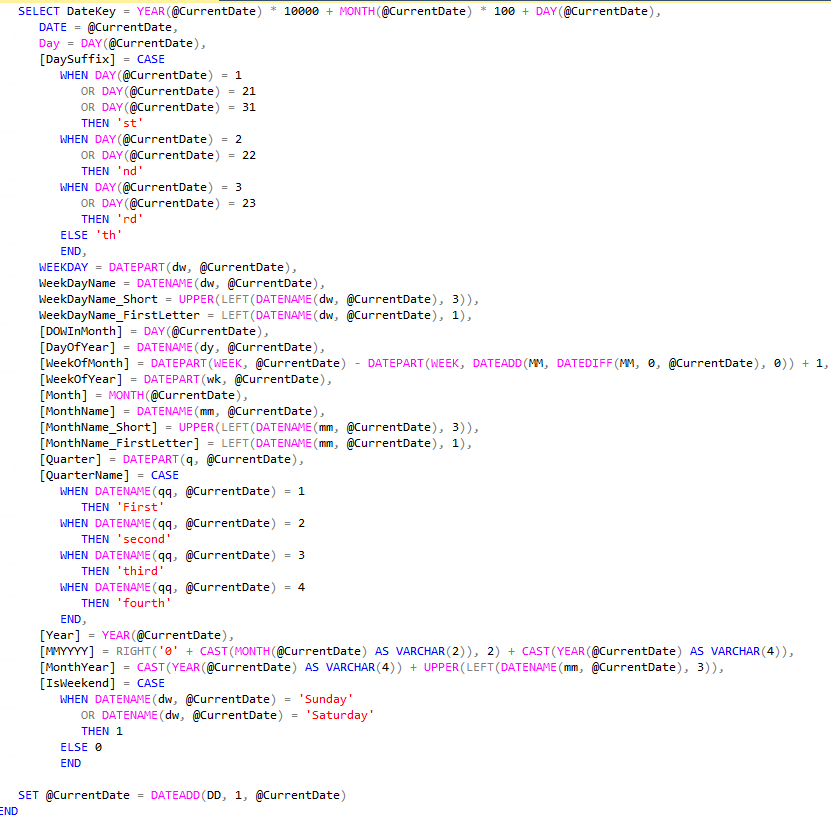 SELECT DateKey = YEAR(@CurrentDate) * 10000 + MONTH(@CurrentDate) * 100 + DAY(@CurrentDate),
DATE = @CurrentDate,
Day = DAY(@CurrentDate),
[DaySuffix] = CASE
WHEN DAY(@CurrentDate) = 1
OR DAY(@CurrentDate) = 21
OR DAY(@CurrentDate) = 31
THEN 'st'
WHEN DAY(@CurrentDate) = 2
OR DAY(@CurrentDate) = 22
THEN 'nd'
WHEN DAY(@CurrentDate) = 3
OR DAY(@CurrentDate) = 23
THEN 'rd'
ELSE 'th'
END,
WEEKDAY = DATEPART(dw, @CurrentDate),
WeekDayName = DATENAME(dw, @CurrentDate),
WeekDayName_Short = UPPER(LEFT(DATENAME(dw, @CurrentDate), 3)),
WeekDayName_FirstLetter = LEFT(DATENAME(dw, @CurrentDate), 1),
[DOWInMonth] = DAY(@CurrentDate),
[DayOfYear] = DATENAME(dy, @CurrentDate),
[WeekOfMonth] = DATEPART(WEEK, @CurrentDate) - DATEPART(WEEK, DATEADD(MM, DATEDIFF(MM, 0, @CurrentDate), 0)) + 1,
[WeekOfYear] = DATEPART(wk, @CurrentDate),
[Month] = MONTH(@CurrentDate),
[MonthName] = DATENAME(mm, @CurrentDate),
[MonthName_Short] = UPPER(LEFT(DATENAME(mm, @CurrentDate), 3)),
[MonthName_FirstLetter] = LEFT(DATENAME(mm, @CurrentDate), 1),
[Quarter] = DATEPART(q, @CurrentDate),
[QuarterName] = CASE
WHEN DATENAME(qq, @CurrentDate) = 1
THEN 'First'
WHEN DATENAME(qq, @CurrentDate) = 2
THEN 'second'
WHEN DATENAME(qq, @CurrentDate) = 3
THEN 'third'
WHEN DATENAME(qq, @CurrentDate) = 4
THEN 'fourth'
END,
[Year] = YEAR(@CurrentDate),
[MMYYYY] = RIGHT('0' + CAST(MONTH(@CurrentDate) AS VARCHAR(2)), 2) + CAST(YEAR(@CurrentDate) AS VARCHAR(4)),
[MonthYear] = CAST(YEAR(@CurrentDate) AS VARCHAR(4)) + UPPER(LEFT(DATENAME(mm, @CurrentDate), 3)),
[IsWeekend] = CASE
WHEN DATENAME(dw, @CurrentDate) = 'Sunday'
OR DATENAME(dw, @CurrentDate) = 'Saturday'
THEN 1
ELSE 0
END
SET @CurrentDate = DATEADD(DD, 1, @CurrentDate)
END